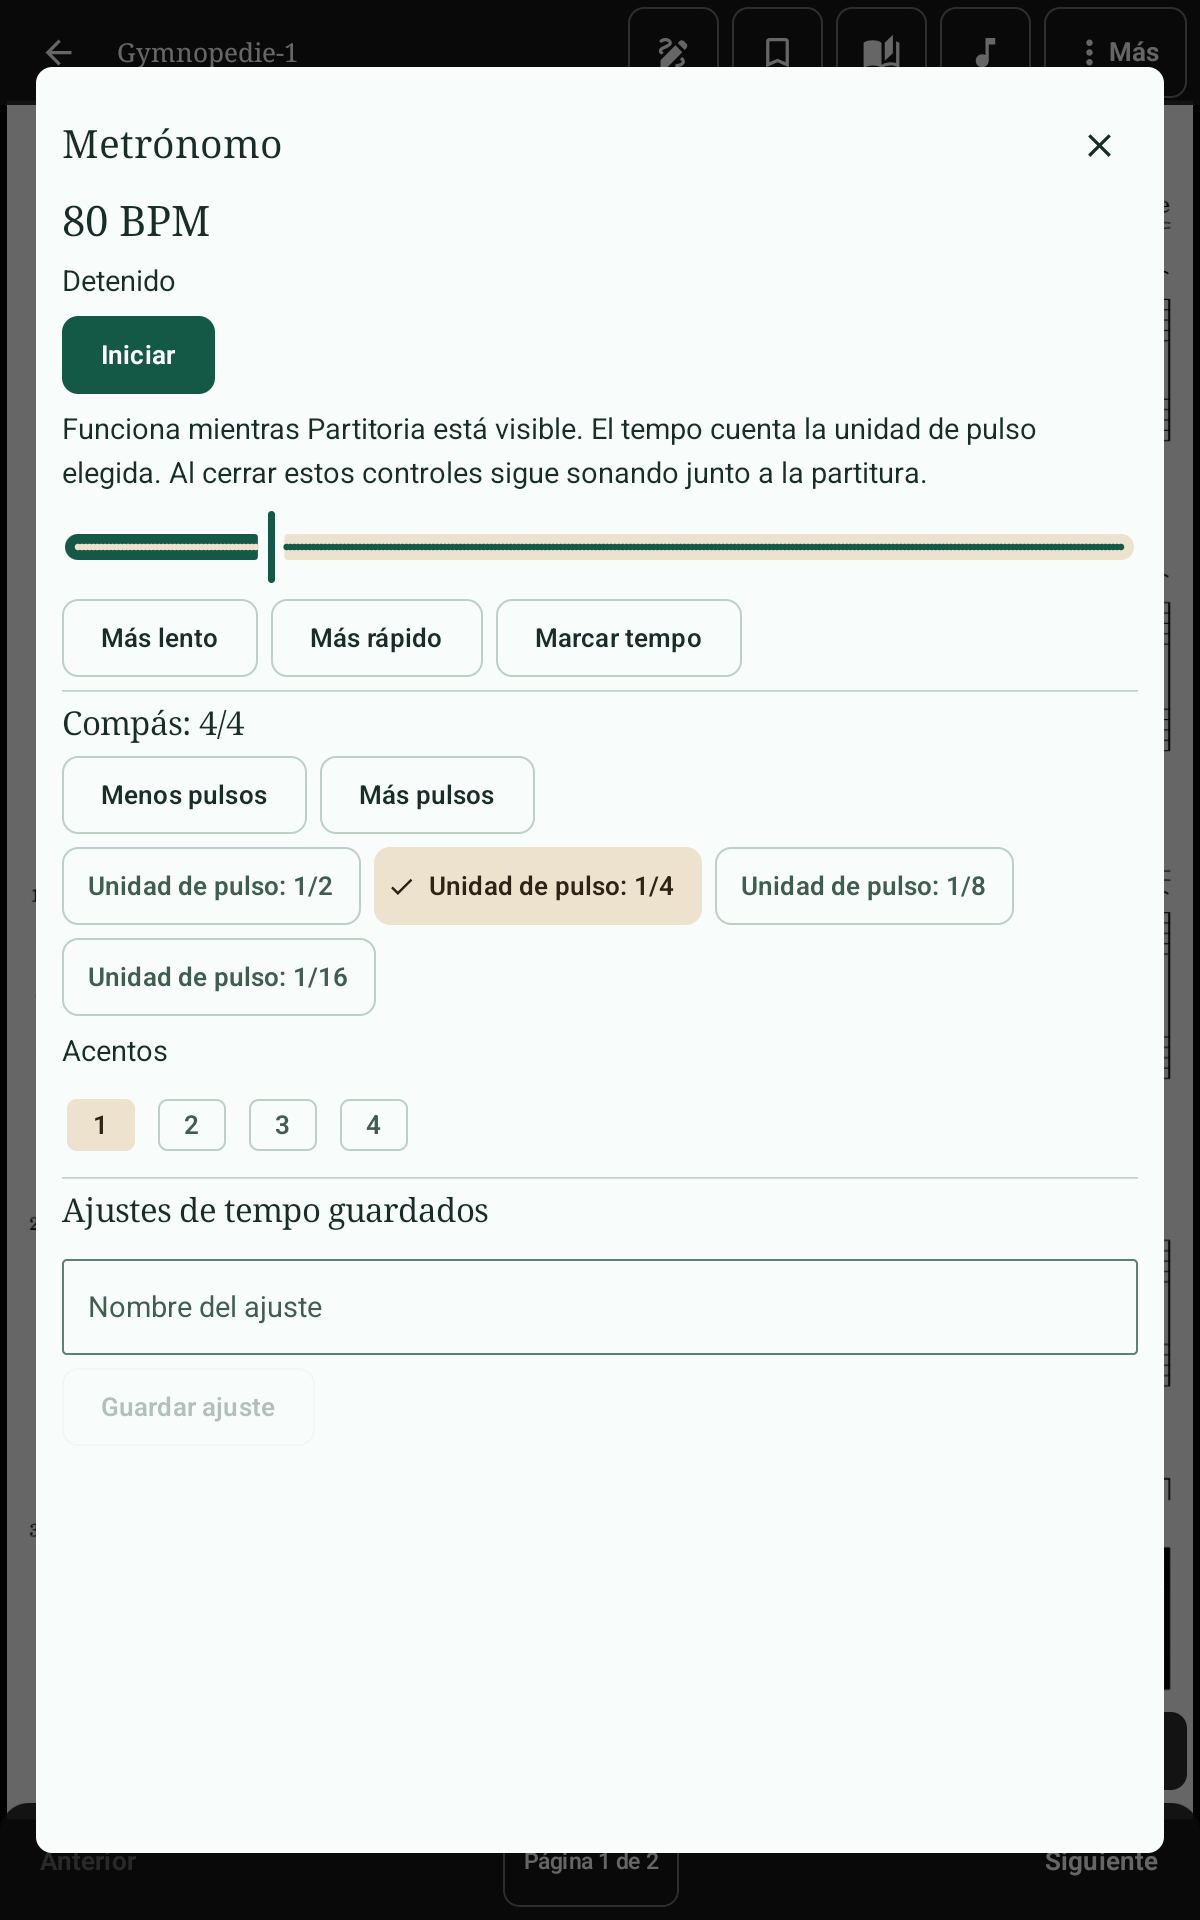 Gymnopedie-1
Más
Metrónomo
80 BPM
Detenido
Iniciar
Funciona mientras Partitoria está visible. El tempo cuenta la unidad de pulso
elegida. Al cerrar estos controles sigue sonando junto a la partitura.
Más lento
Más rápido
Marcar tempo
Compás: 4/4
Menos pulsos
Más pulsos
Unidad de pulso: 1/2
Unidad de pulso: 1/4
Unidad de pulso: 1/8
Unidad de pulso: 1/16
Acentos
1
2
3
4
Ajustes de tempo guardados
Nombre del ajuste
Guardar ajuste
Anterior
Página 1 de 2
Siguiente